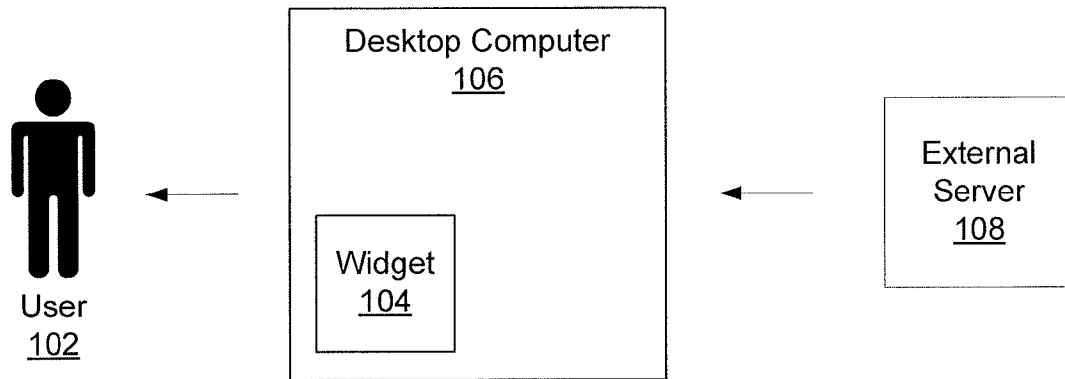 User
102
Desktop Computer
106
Widget
104
External
Server
108